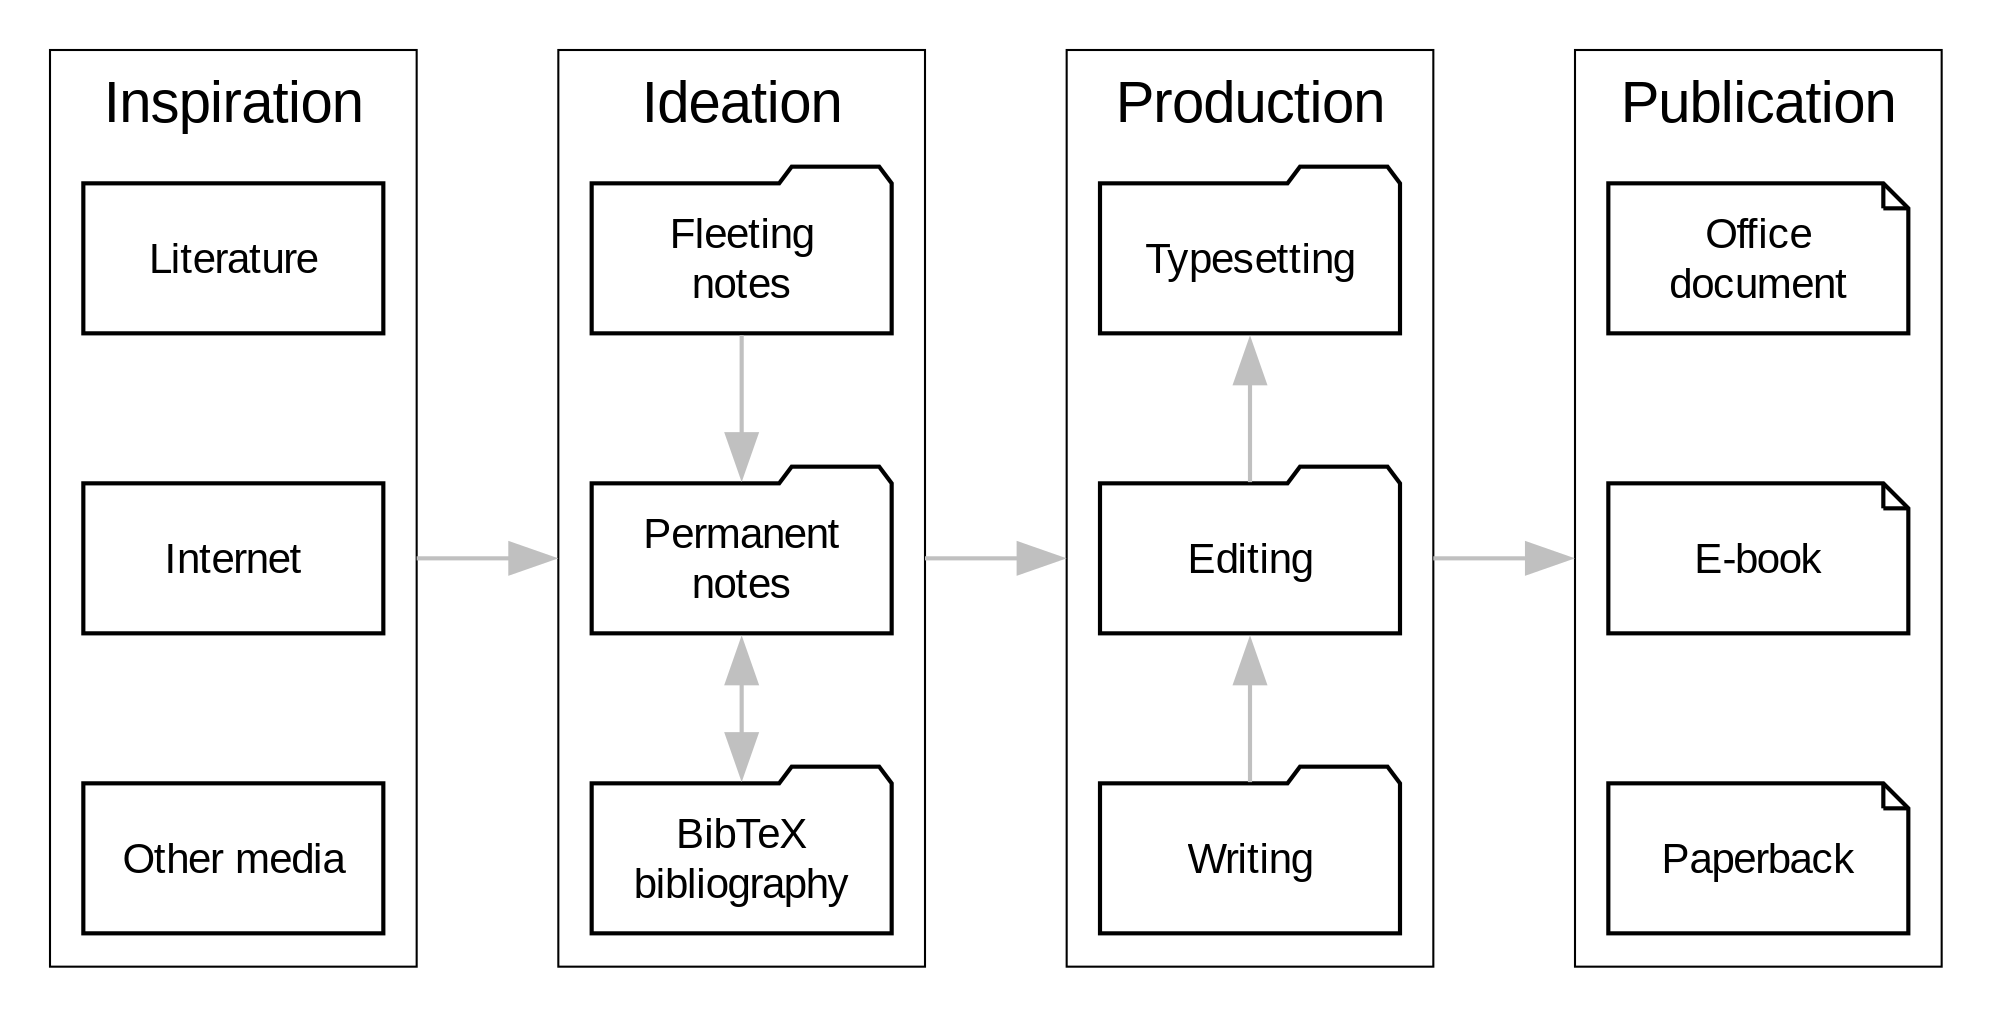 Inspiration
Literature
Internet
Other media
Ideation
Fleeting
notes
Permanent
notes
BibTeX
bibliography
Production
Typesetting
Editing
Writing
Publication
Office
document
E-book
Paperback